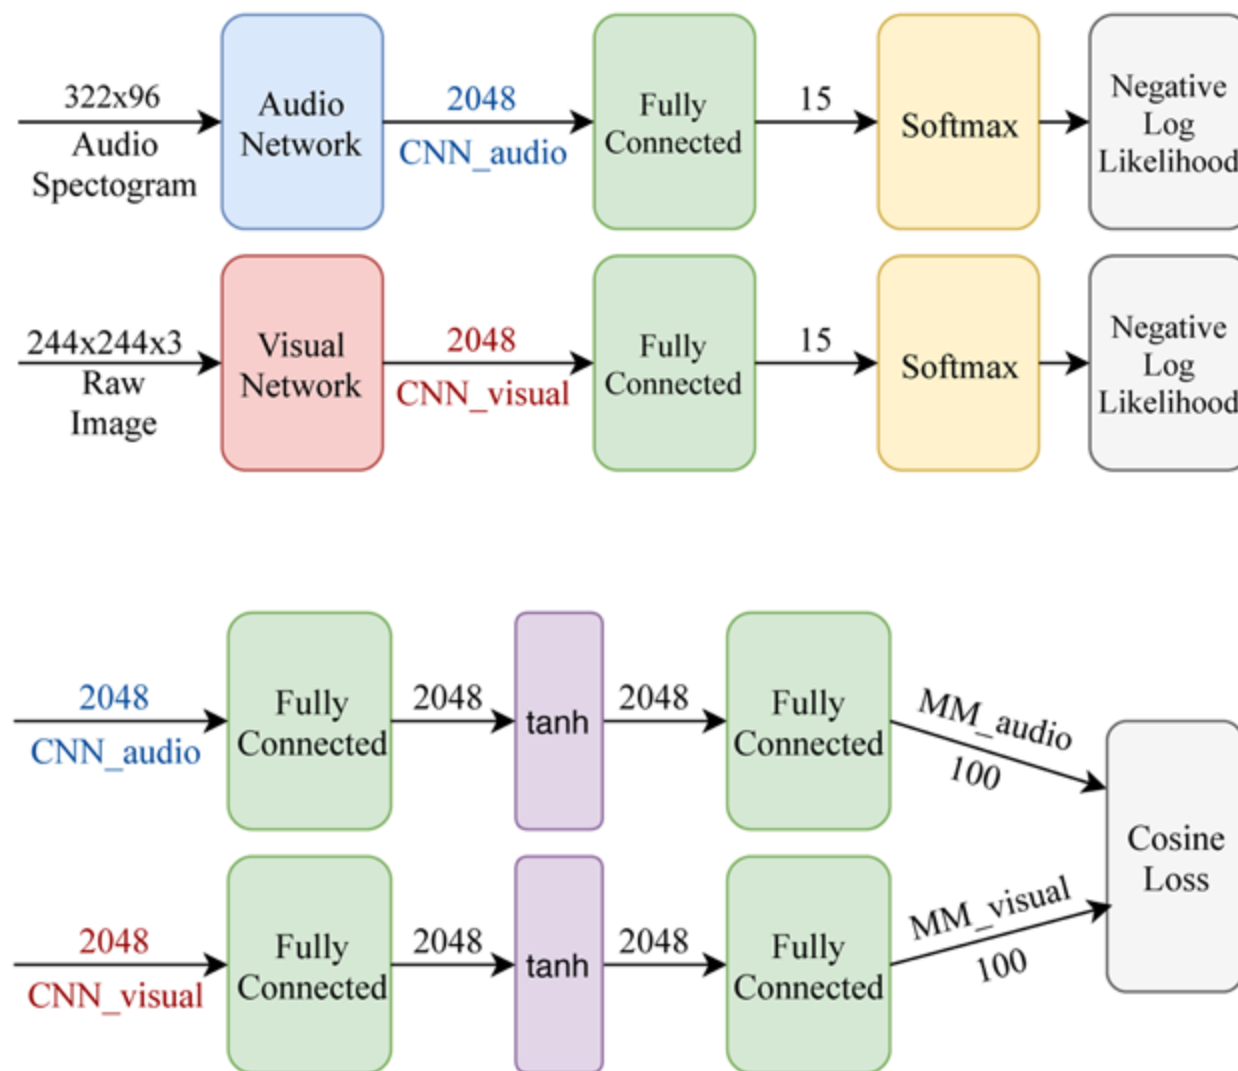 322x96
Audio
Spectogram
Audio
Network
2048
CNN_audio
Fully
Connected
15
Softmax
Negative
Log
Likelihood
244x244x3
Raw
Image
Visual
Network
2048
CNN_visual
Fully
Connected
15
Softmax
Negative
Log
Likelihood
2048
CNN_audio
Fully
Connected
2048
tanh
2048
Fully
Connected
MM_audio
100
2048
CNN_visual
Fully
Connected
2048
tanh
2048
Fully
Connected
MM_visual
100
Cosine
Loss